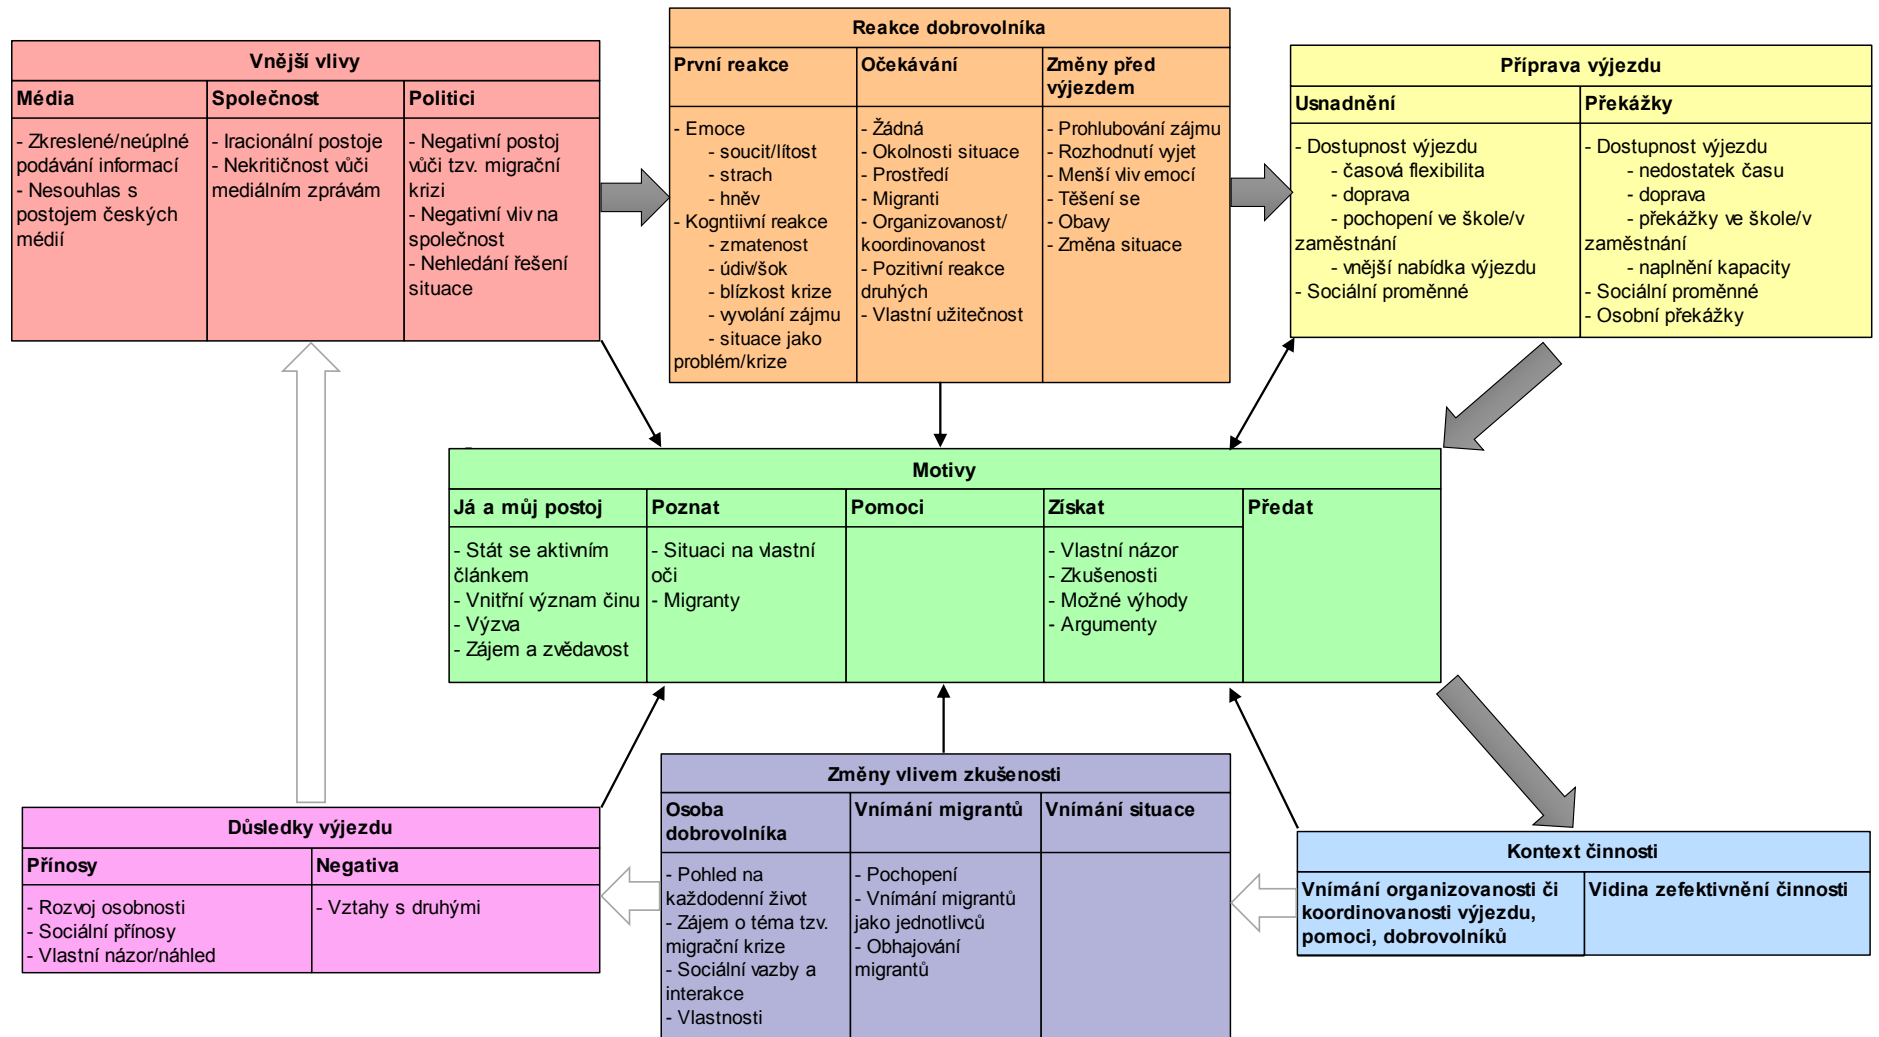 Vnější vlivy
Média
Společnost
Politici
- Zkreslené/neúplné
podávání informací
- Nesouhlas s
postojem českých
médií
- Iracionální postoje
- Nekritičnost vůči
mediálním zprávám
- Negativní postoj
vůči tzv. migrační
krizi
- Negativní vliv na
společnost
- Nehledání řešení
situace
Reakce dobrovolníka
První reakce
Očekávání
Změny před
výjezdem
- Emoce
- soucit/lítost
- strach
- hněv
- Kogntiivní reakce
- zmatenost
- údiv/šok
- blízkost krize
- vyvolání zájmu
- situace jako
problém/krize
- Žádná
- Okolnosti situace
- Prostředí
- Migranti
- Organizovanost/
koordinovanost
- Pozitivní reakce
druhých
- Vlastní užitečnost
- Prohlubování zájmu
- Rozhodnutí vyjet
- Menší vliv emocí
- Těšení se
- Obavy
- Změna situace
Příprava výjezdu
Usnadnění
Překážky
- Dostupnost výjezdu
- časová flexibilita
- doprava
- pochopení ve škole/v
zaměstnání
- vnější nabídka výjezdu
- Sociální proměnné
- Dostupnost výjezdu
- nedostatek času
- doprava
- překážky ve škole/v
zaměstnání
- naplnění kapacity
- Sociální proměnné
- Osobní překážky
Motivy
Já a můj postoj
Poznat
Pomoci
Získat
Předat
- Stát se aktivním
článkem
- Vnitřní význam činu
- Výzva
- Zájem a zvědavost
- Situaci na vlastní
oči
- Migranty
- Vlastní názor
- Zkušenosti
- Možné výhody
- Argumenty
Důsledky výjezdu
Přínosy
Negativa
- Rozvoj osobnosti
- Sociální přínosy
- Vlastní názor/náhled
- Vztahy s druhými
Změny vlivem zkušenosti
Osoba
dobrovolníka
Vnímání migrantů
Vnímání situace
- Pohled na
každodenní život
- Zájem o téma tzv.
migrační krize
- Sociální vazby a
interakce
- Vlastnosti
- Pochopení
- Vnímání migrantů
jako jednotlivců
- Obhajování
migrantů
Kontext činnosti
Vnímání organizovanosti či
koordinovanosti výjezdu,
pomoci, dobrovolníků
Vidina zefektivnění činnosti